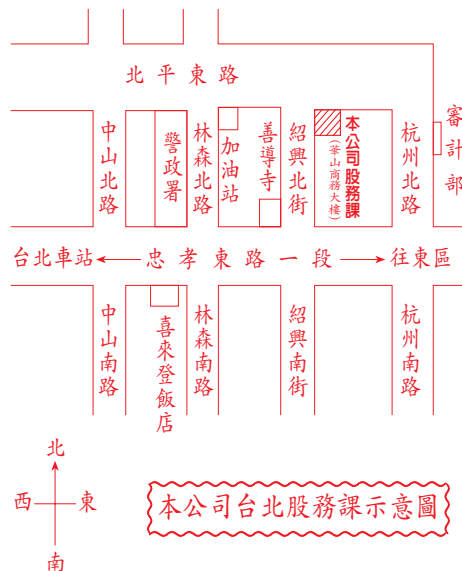 北平東路
中山北路
警政署
林森北路
加油站
善導寺
紹興北街
本公司股務課
(華山商務大樓)
杭州北路
審計部
台北車站
忠孝東路一段
往東區
中山南路
喜來登飯店
林森南路
紹興南街
杭州南路
北
西
東
南
本公司台北股務課示意圖